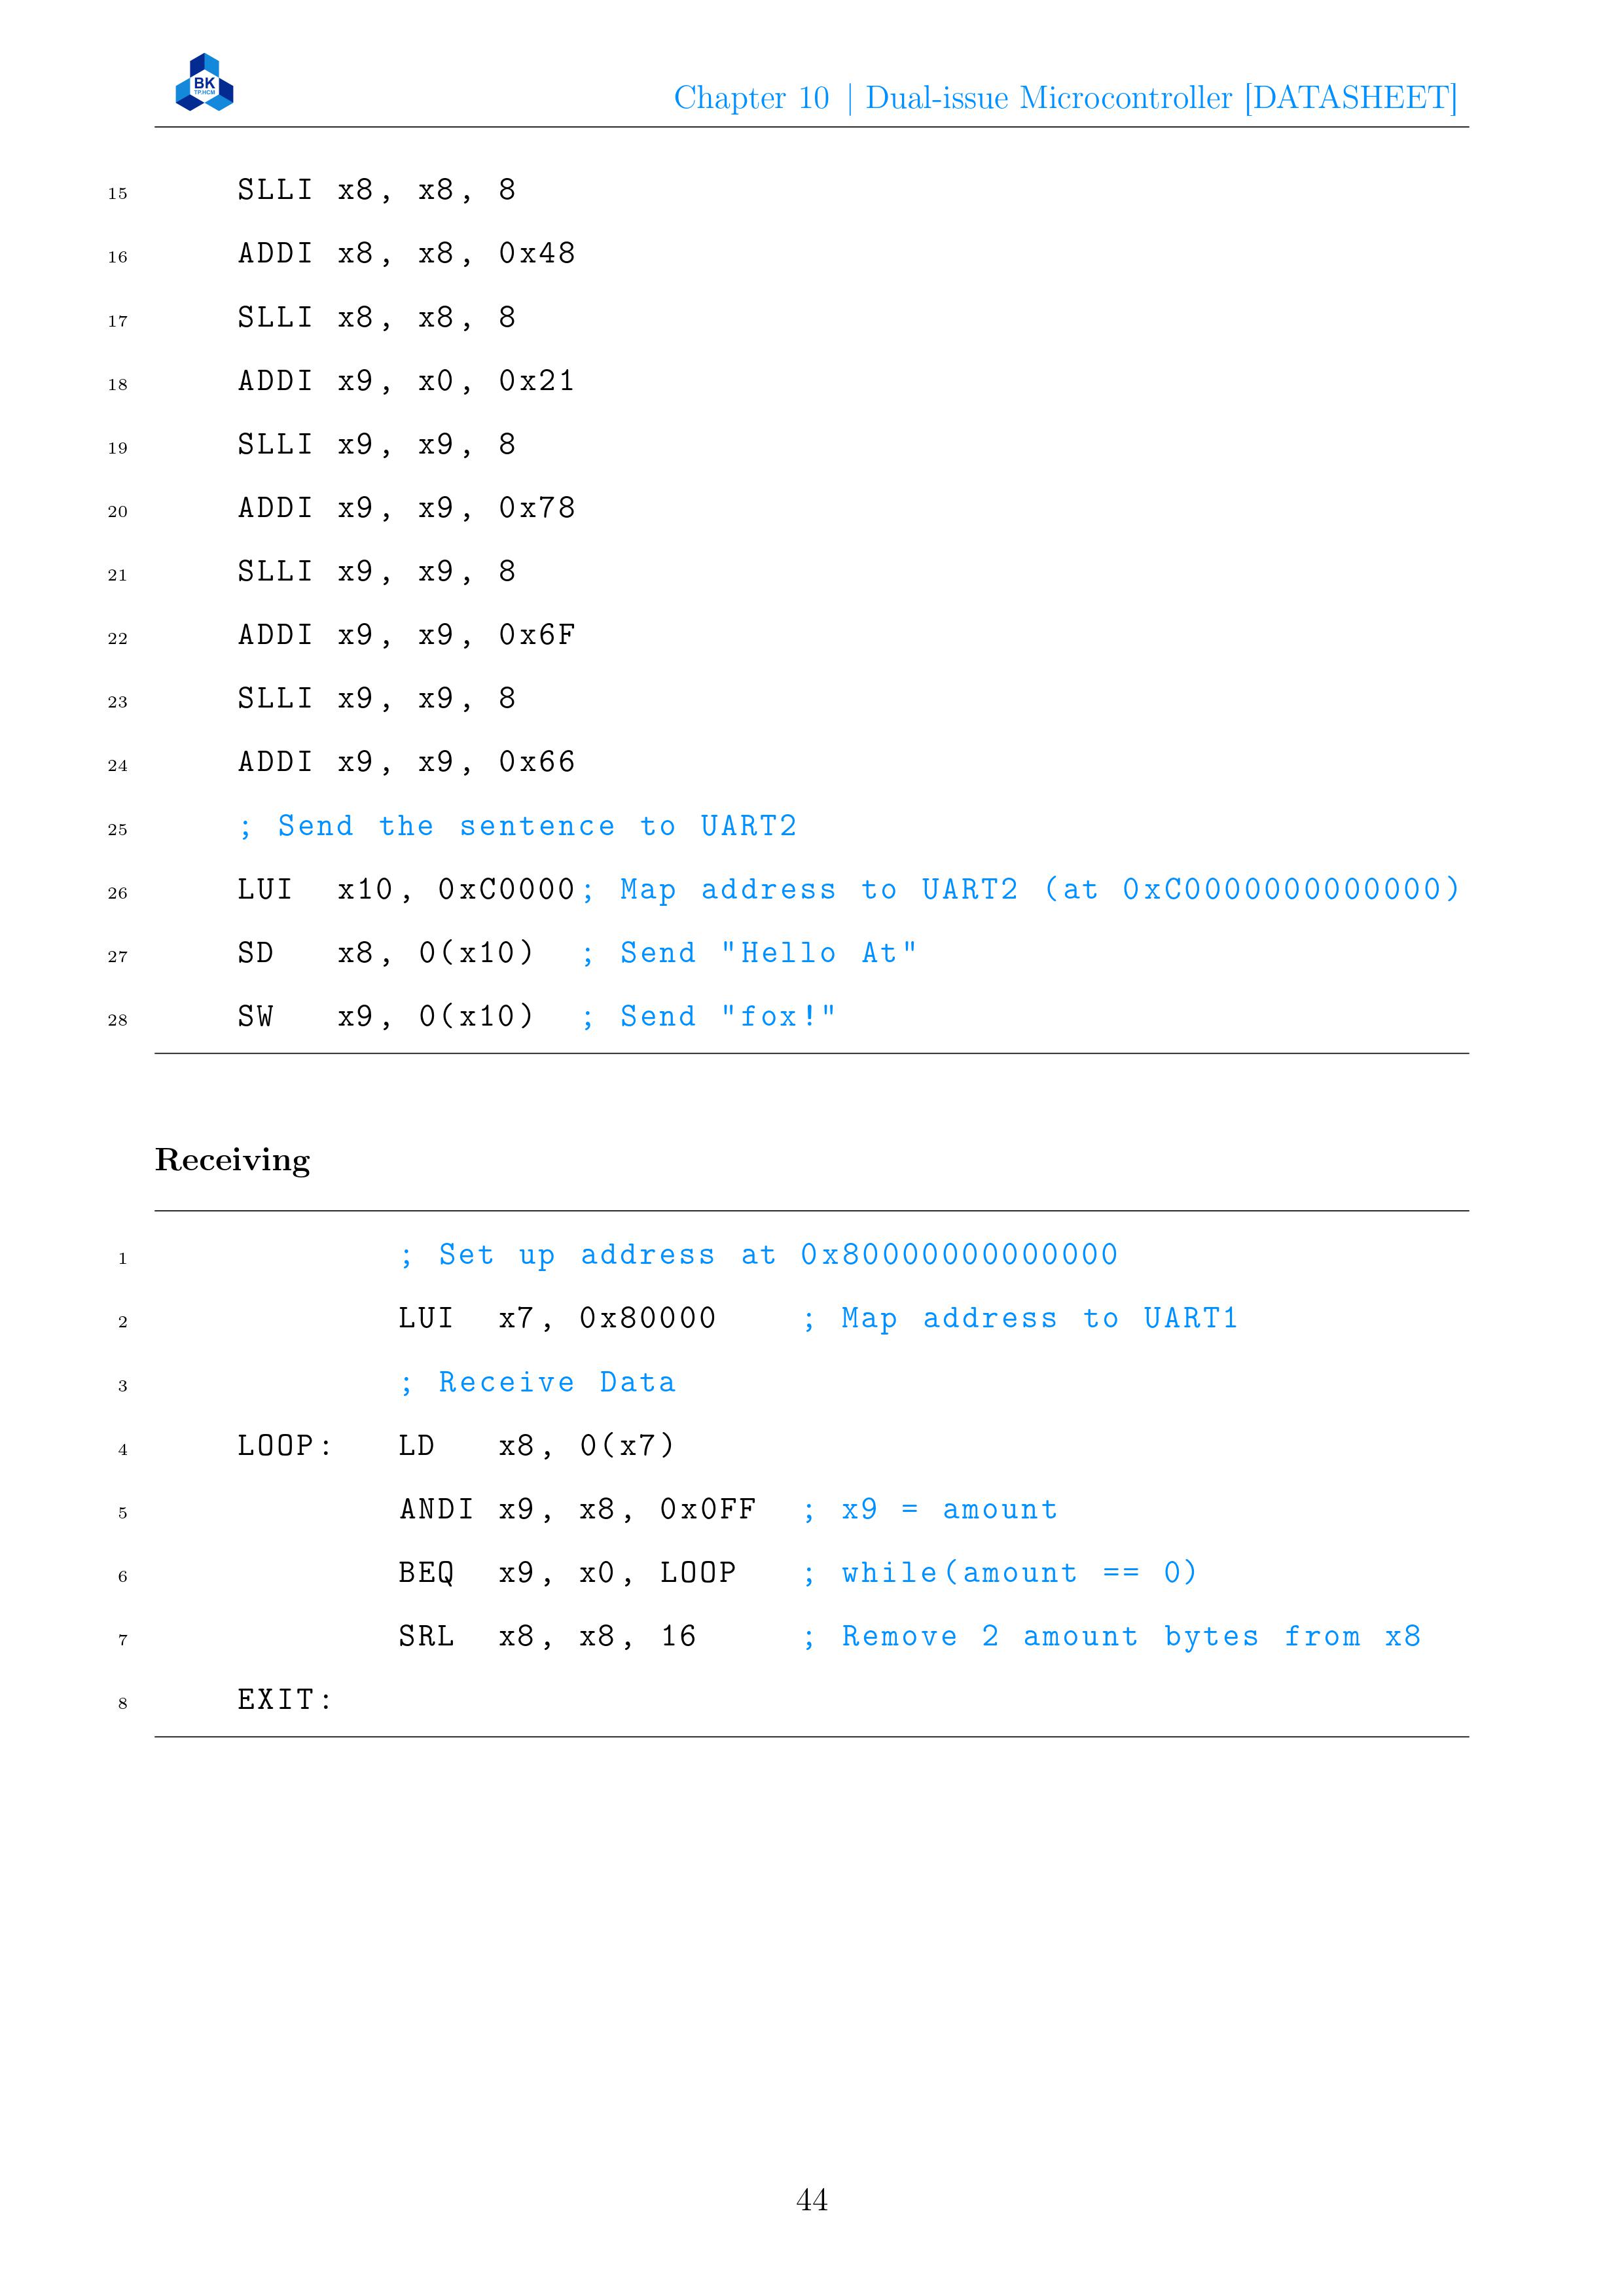 BK
TP.HCM
Chapter 10 | Dual-issue Microcontroller [DATASHEET]
15 SLLI x8, x8, 8
16 ADDI x8, x8, 0x48
17 SLLI x8, x8, 8
18 ADDI x9, x0, 0x21
19 SLLI x9, x9, 8
20 ADDI x9, x9, 0x78
21 SLLI x9, x9, 8
22 ADDI x9, x9, 0x6F
23 SLLI x9, x9, 8
24 ADDI x9, x9, 0x66
25 ; Send the sentence to UART2
26 LUI x10, 0xC0000; Map address to UART2 (at 0xC0000000000000)
27 SD x8, 0(x10) ; Send "Hello At"
28 SW x9, 0(x10) ; Send "fox!"
Receiving
1 ; Set up address at 0x80000000000000
2 LUI x7, 0x80000 ; Map address to UART1
3 ; Receive Data
4 LOOP: LD x8, 0(x7)
5 ANDI x9, x8, 0x0FF ; x9 = amount
6 BEQ x9, x0, LOOP ; while(amount == 0)
7 SRL x8, x8, 16 ; Remove 2 amount bytes from x8
8 EXIT:
44